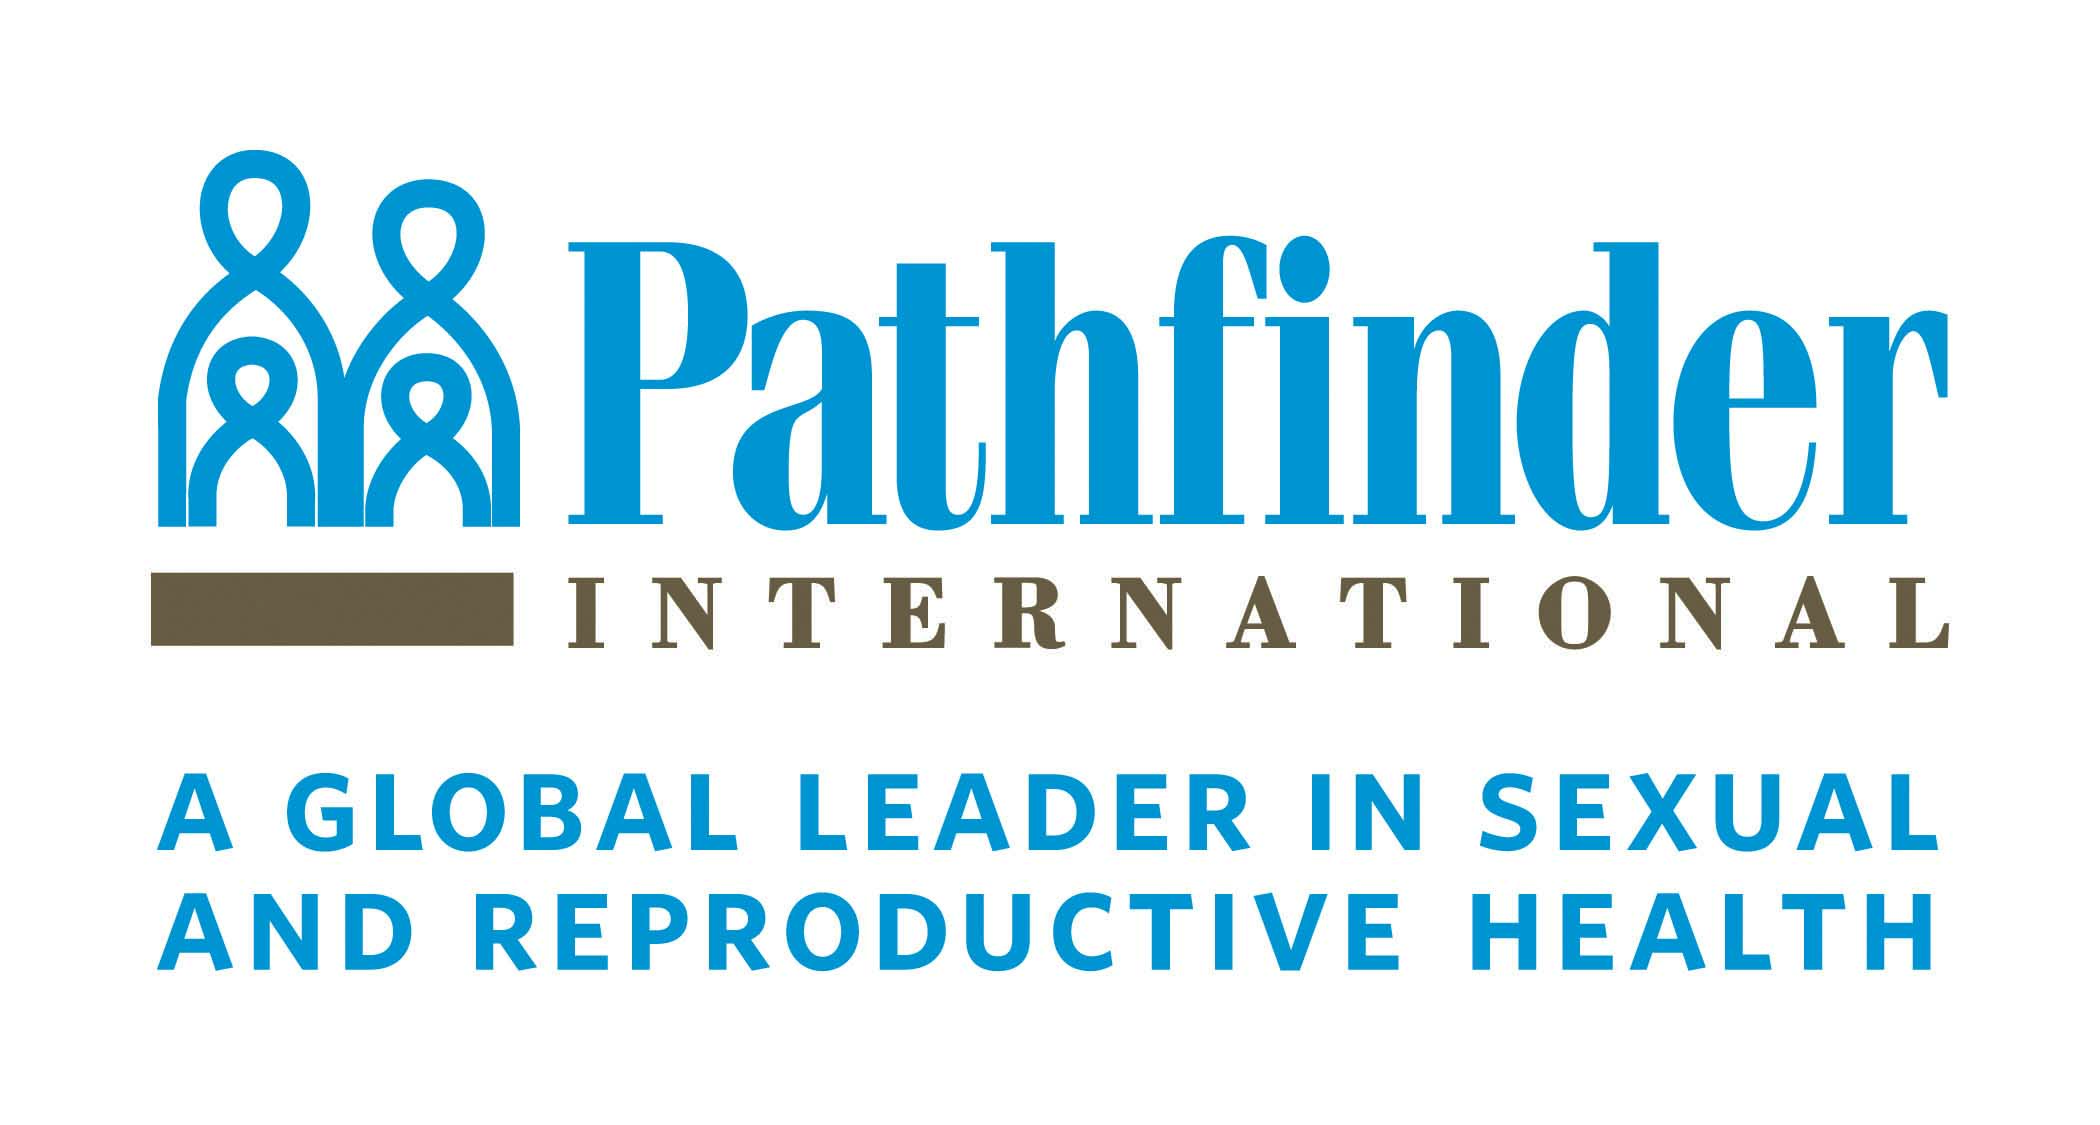 Pathfinder
INTERNATIONAL
A GLOBAL LEADER IN SEXUAL
AND REPRODUCTIVE HEALTH